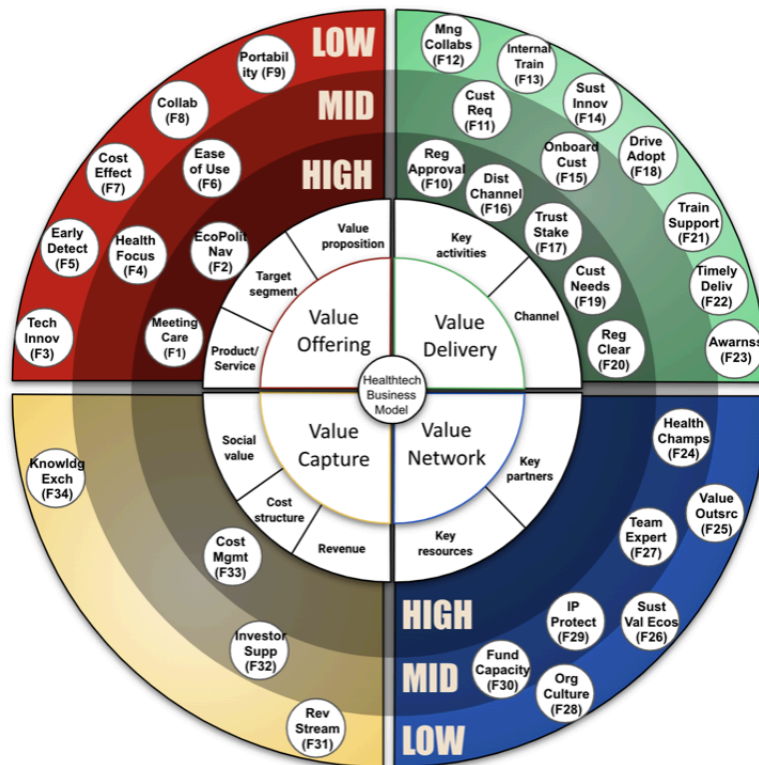 LOW
MID
HIGH
Portabil
ity (F9)
Collab
(F8)
Cost
Effect
(F7)
Ease
of Use
(F6)
Early
Detect
(F5)
Health
Focus
(F4)
EcoPolit
Nav
(F2)
Tech
Innov
(F3)
Meeting
Care
(F1)
Value
proposition
Target
segment
Product/
Service
Value
Offering
Mng
Collabs
(F12)
Internal
Train
(F13)
Sust
Innov
(F14)
Cust
Req
(F11)
Onboard
Cust
(F15)
Drive
Adopt
(F18)
Reg
Approval
(F10)
Dist
Channel
(F16)
Trust
Stake
(F17)
Train
Support
(F21)
Cust
Needs
(F19)
Timely
Deliv
(F22)
Reg
Clear
(F20)
Awarnss
(F23)
Key
activities
Channel
Value
Delivery
Healthtech
Business
Model
Value
Capture
Social
value
Cost
structure
Revenue
Knowldg
Exch
(F34)
Cost
Mgmt
(F33)
Investor
Supp
(F32)
Rev
Stream
(F31)
Value
Network
Key
partners
Key
resources
Health
Champs
(F24)
Value
Outsrc
(F25)
Team
Expert
(F27)
Sust
Val Ecos
(F26)
IP
Protect
(F29)
Fund
Capacity
(F30)
Org
Culture
(F28)
HIGH
MID
LOW